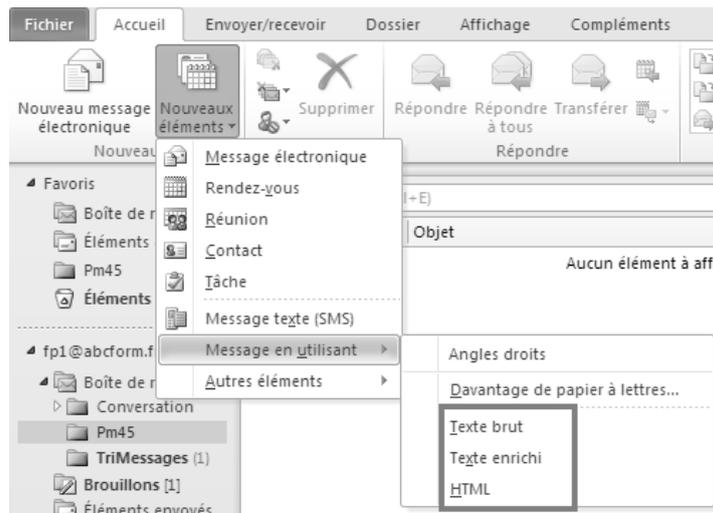 Fichier Accueil Envoyer/recevoir Dossier Affichage Compléments
Nouveau message électronique
Nouveaux éléments
Supprimer
Répondre
Répondre à tous
Transférer
Nouveau
Répondre
Message électronique
Rendez-vous
Réunion
Contact
Tâche
Message texte (SMS)
Message en utilisant
Autres éléments
Favoris
Boîte de r
Éléments
Pm45
Éléments
fp1@abcform.f
Boîte de r
Conversation
Pm45
TriMessages (1)
Brouillons [1]
Éléments envoyés
l+E)
Objet
Aucun élément à aff
Angles droits
Davantage de papier à lettres...
Texte brut
Texte enrichi
HTML